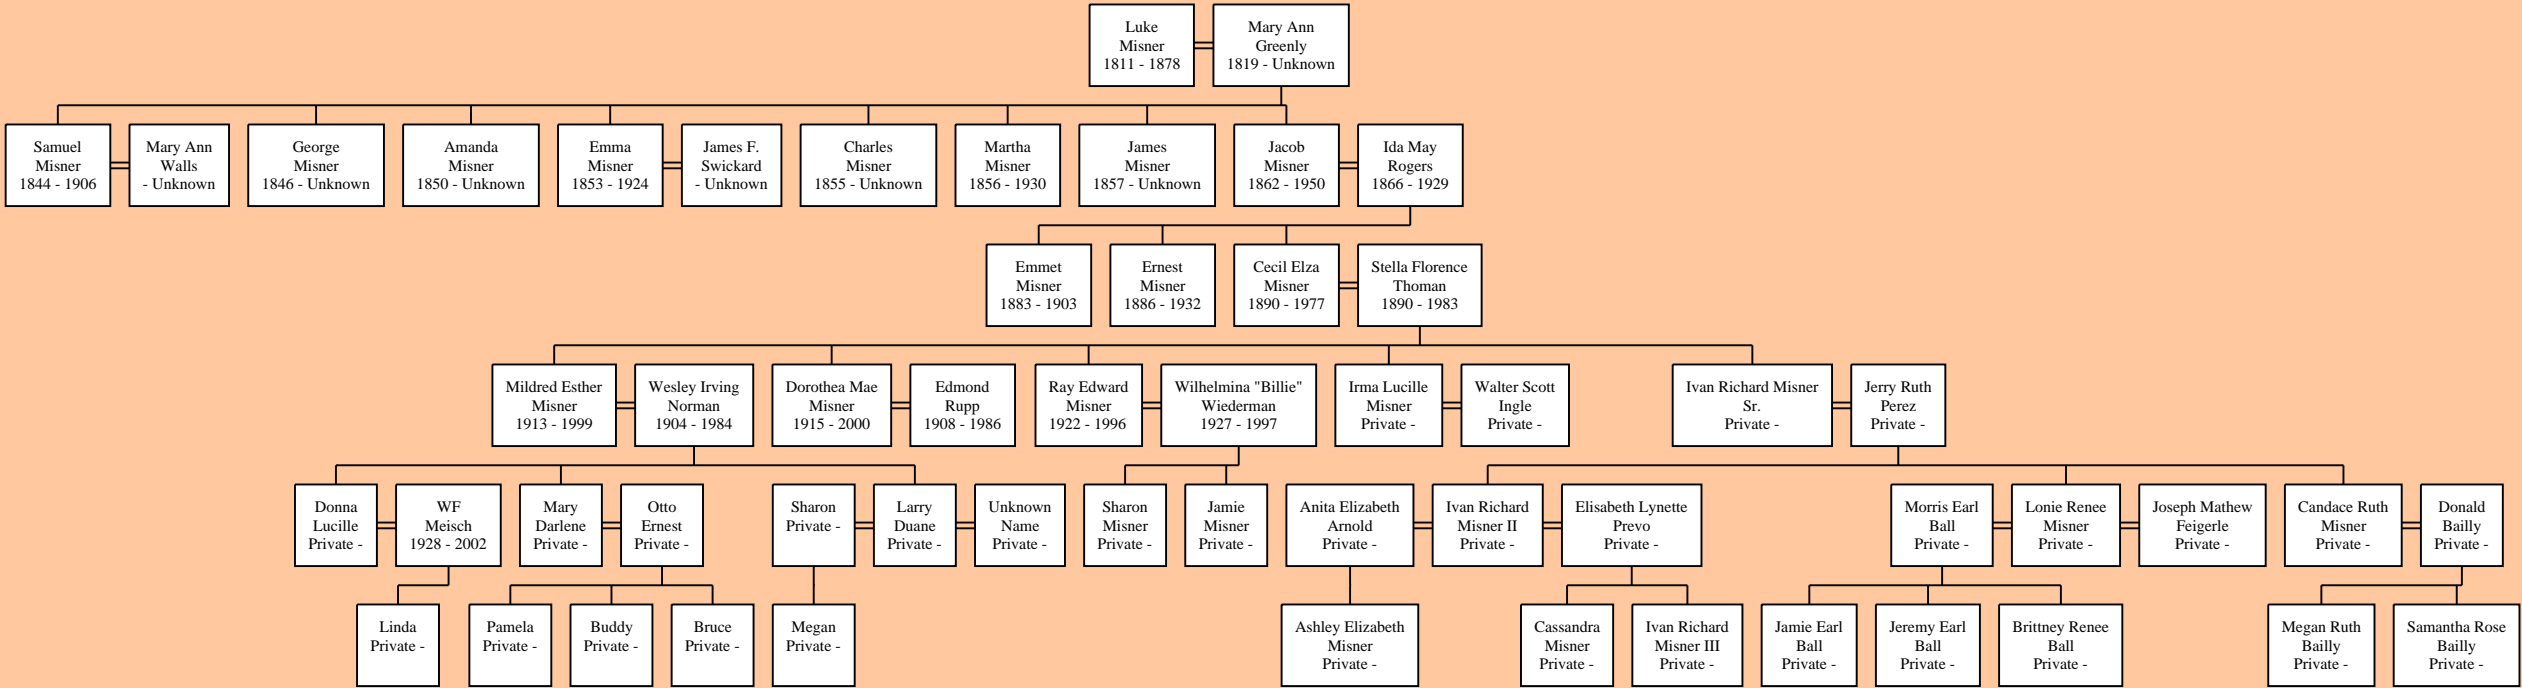 Luke
Misner
1811 - 1878
Mary Ann
Greenly
1819 - Unknown
Samuel
Misner
1844 - 1906
Mary Ann
Walls
- Unknown
George
Misner
1846 - Unknown
Amanda
Misner
1850 - Unknown
Emma
Misner
1853 - 1924
James F.
Swickard
- Unknown
Charles
Misner
1855 - Unknown
Martha
Misner
1856 - 1930
James
Misner
1857 - Unknown
Jacob
Misner
1862 - 1950
Ida May
Rogers
1866 - 1929
Emmet
Misner
1883 - 1903
Ernest
Misner
1886 - 1932
Cecil Elza
Misner
1890 - 1977
Stella Florence
Thoman
1890 - 1983
Mildred Esther
Misner
1913 - 1999
Wesley Irving
Norman
1904 - 1984
Dorothea Mae
Misner
1915 - 2000
Edmond
Rupp
1908 - 1986
Ray Edward
Misner
1922 - 1996
Wilhelmina "Billie"
Wiederman
1927 - 1997
Irma Lucille
Misner
Private -
Walter Scott
Ingle
Private -
Ivan Richard Misner
Sr.
Private -
Jerry Ruth
Perez
Private -
Donna
Lucille
Private -
WF
Meisch
1928 - 2002
Mary
Darlene
Private -
Otto
Ernest
Private -
Sharon
Private -
Larry
Duane
Private -
Unknown
Name
Private -
Sharon
Misner
Private -
Jamie
Misner
Private -
Anita Elizabeth
Arnold
Private -
Ivan Richard
Misner II
Private -
Elisabeth Lynette
Prevo
Private -
Morris Earl
Ball
Private -
Lonie Renee
Misner
Private -
Joseph Mathew
Feigerle
Private -
Candace Ruth
Misner
Private -
Donald
Bailly
Private -
Linda
Private -
Pamela
Private -
Buddy
Private -
Bruce
Private -
Megan
Private -
Ashley Elizabeth
Misner
Private -
Cassandra
Misner
Private -
Ivan Richard
Misner III
Private -
Jamie Earl
Ball
Private -
Jeremy Earl
Ball
Private -
Brittney Renee
Ball
Private -
Megan Ruth
Bailly
Private -
Samantha Rose
Bailly
Private -